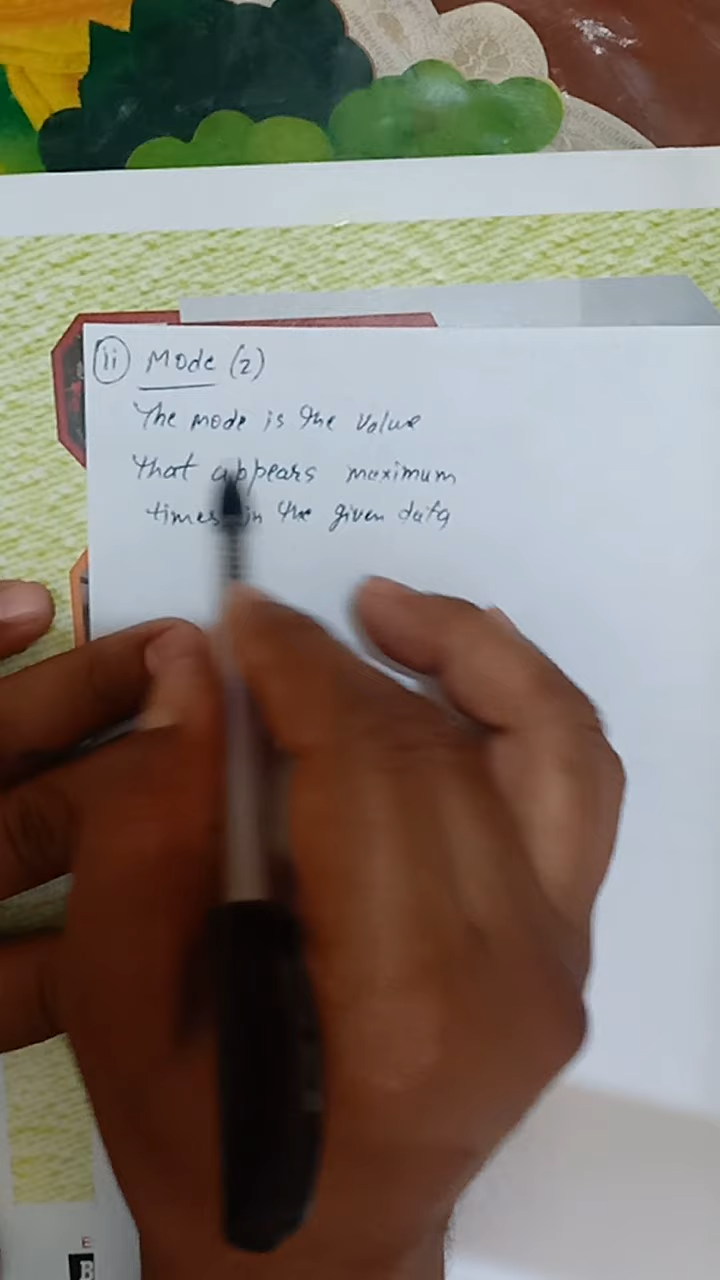 (ii) Mode (2)
The mode is the value
that appears maximum
times in the given data
E
B